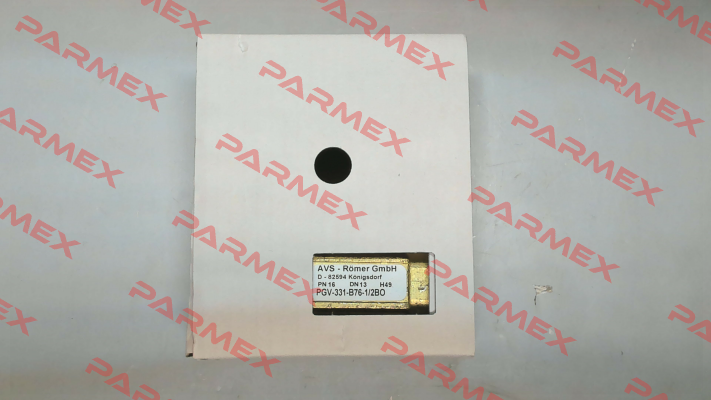 AVS - Römer GmbH
D - 82594 Königsdorf
PN 16 DN 13 H49
PGV-331-B76-1/2BO
PARMEX